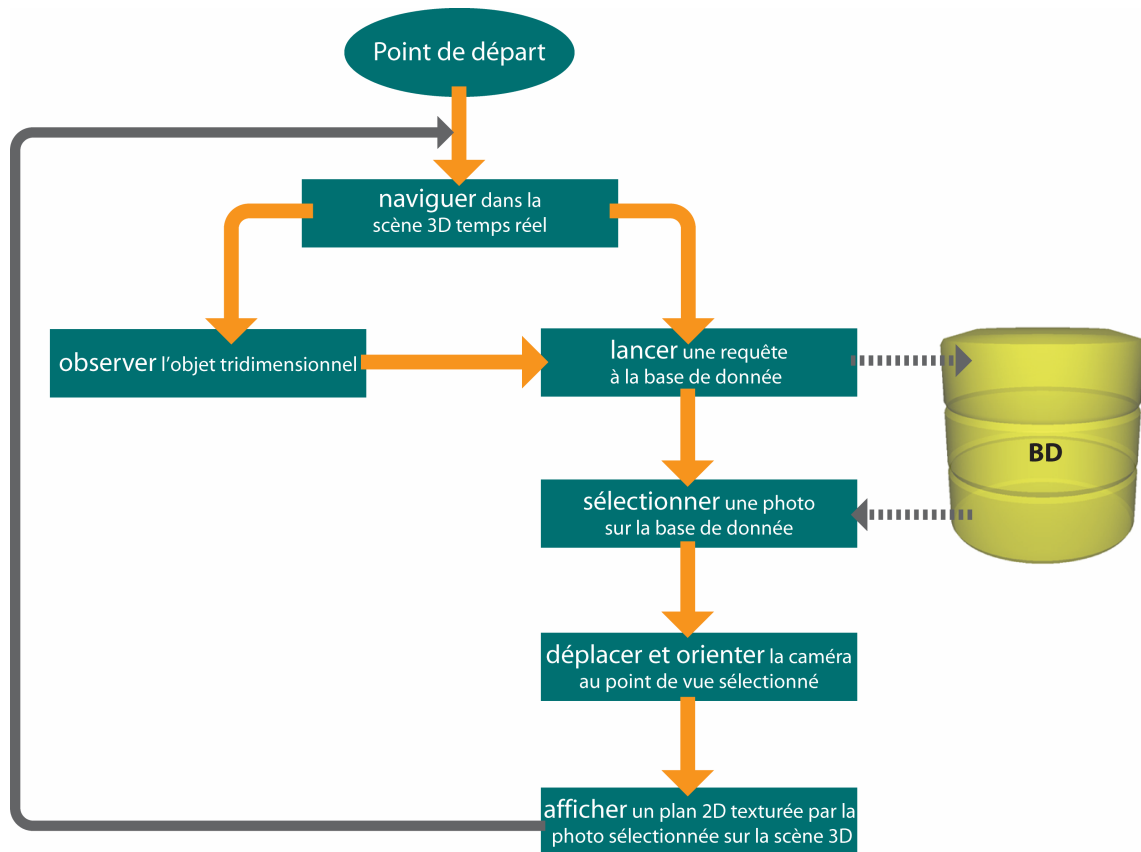 Point de départ
naviguer dans la
scène 3D temps réel
observer l'objet tridimensionnel
lancer une requête
à la base de donnée
BD
sélectionner une photo
sur la base de donnée
déplacer et orienter la caméra
au point de vue sélectionné
afficher un plan 2D texturée par la
photo sélectionnée sur la scène 3D